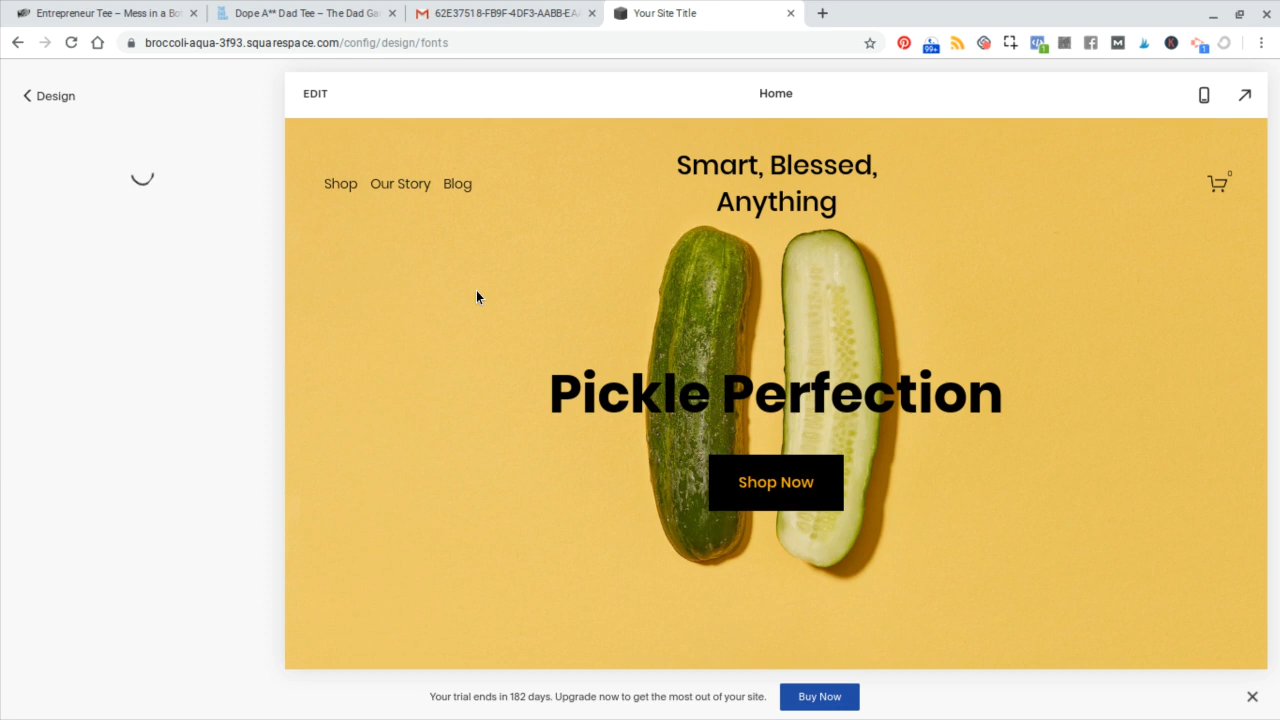 Entrepreneur Tee – Mess in a Bo
Dope A** Dad Tee – The Dad Ga
62E37518-FB9F-4DF3-AABB-EA
Your Site Title
broccoli-aqua-3f93.squarespace.com/config/design/fonts
99+
1
1
Design
EDIT
Home
Shop
Our Story
Blog
Smart, Blessed,
Anything
0
Pickle Perfection
Shop Now
Your trial ends in 182 days. Upgrade now to get the most out of your site.
Buy Now